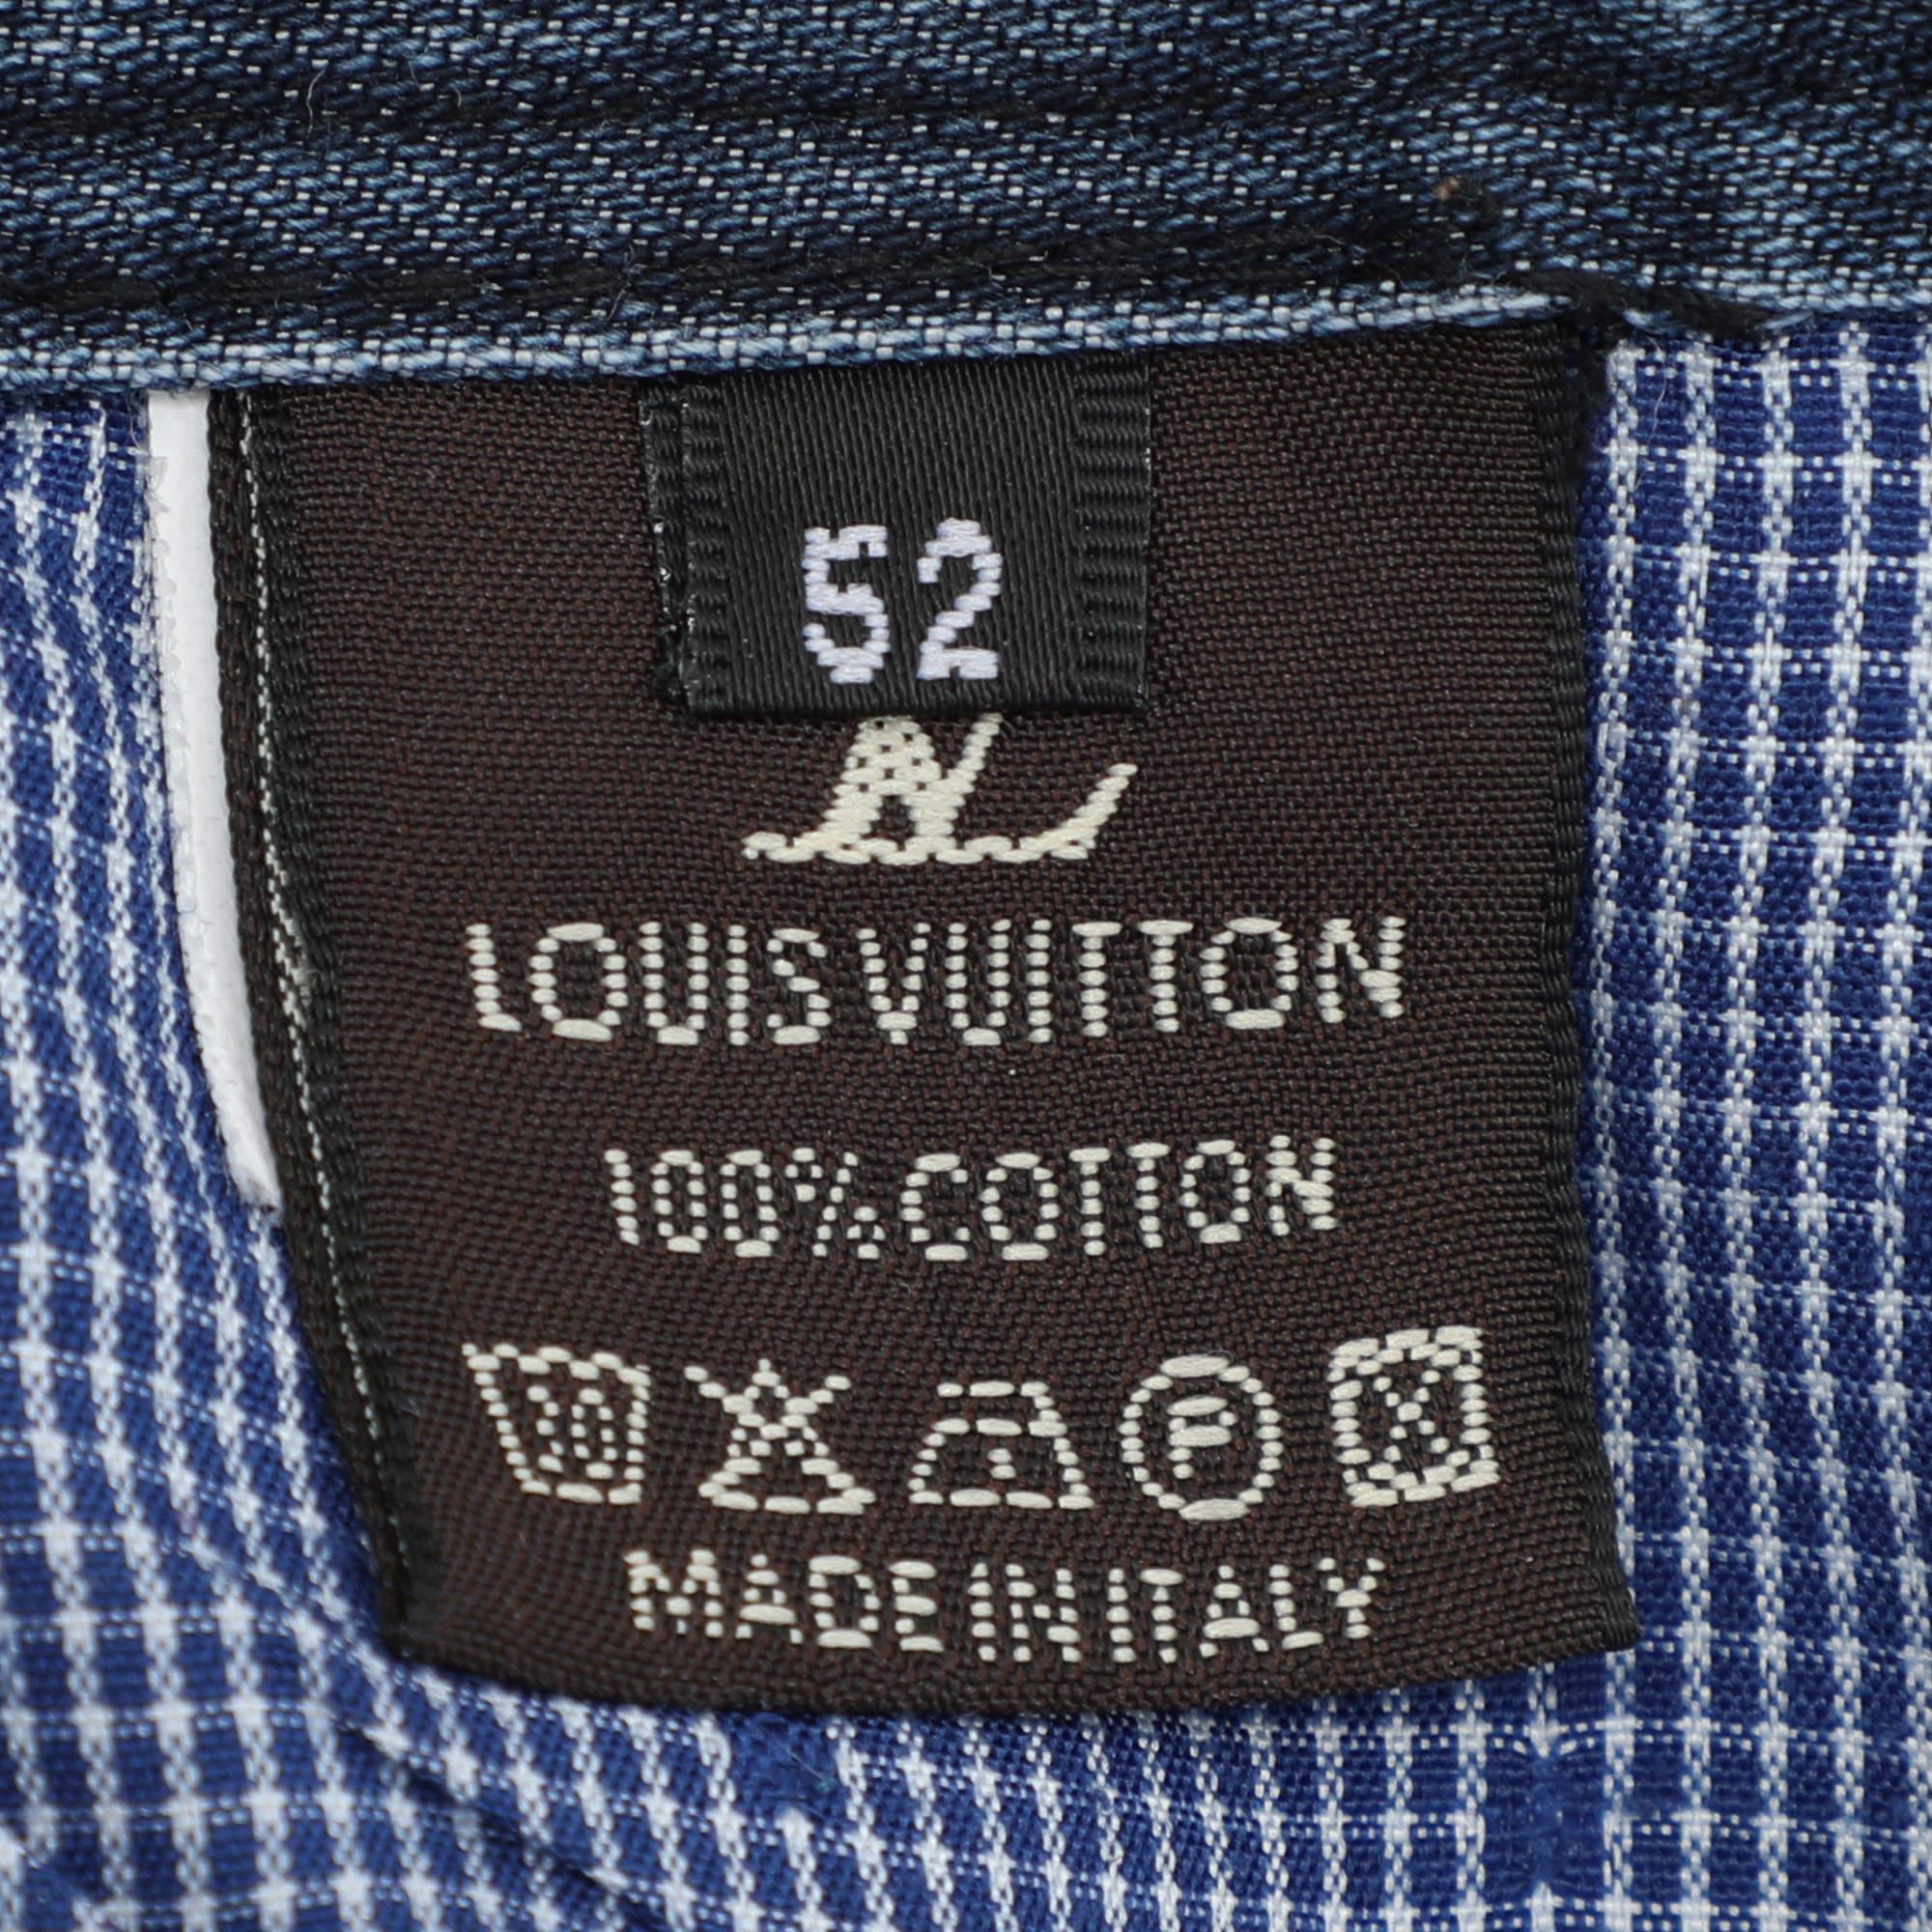 52
LOUIS VUITTON
100% COTTON
P
MADE IN ITALY